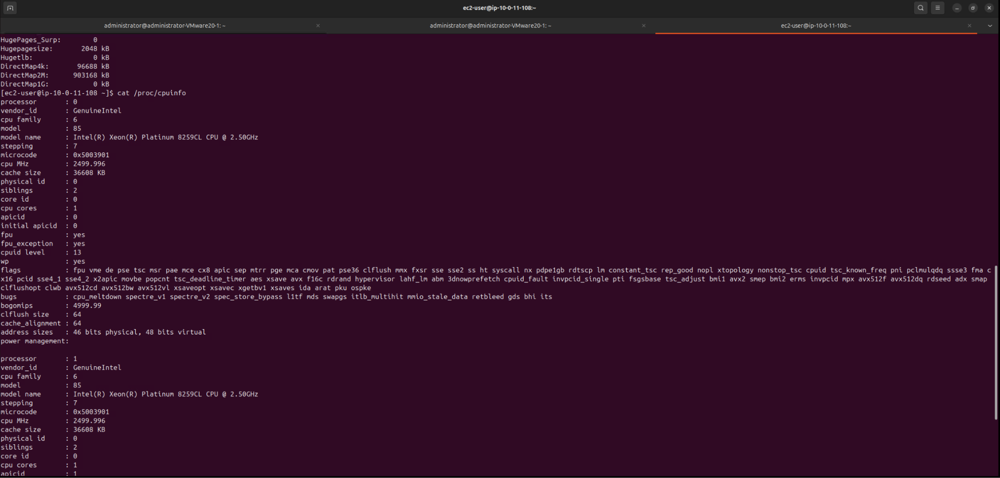 ec2-user@ip-10-0-11-108:~
administrator@administrator-VMware20-1: ~
administrator@administrator-VMware20-1: ~
ec2-user@ip-10-0-11-108:~
HugePages_Surp:        0
Hugepagesize:       2048 kB
Hugetlb:               0 kB
DirectMap4k:       96688 kB
DirectMap2M:      903168 kB
DirectMap1G:           0 kB
[ec2-user@ip-10-0-11-108 ~]$ cat /proc/cpuinfo
processor       : 0
vendor_id       : GenuineIntel
cpu family      : 6
model           : 85
model name      : Intel(R) Xeon(R) Platinum 8259CL CPU @ 2.50GHz
stepping        : 7
microcode       : 0x5003901
cpu MHz         : 2499.996
cache size      : 36608 KB
physical id     : 0
siblings        : 2
core id         : 0
cpu cores       : 1
apicid          : 0
initial apicid  : 0
fpu             : yes
fpu_exception   : yes
cpuid level     : 13
wp              : yes
flags           : fpu vme de pse tsc msr pae mce cx8 apic sep mtrr pge mca cmov pat pse36 clflush mmx fxsr sse sse2 ss ht syscall nx pdpe1gb rdtscp lm constant_tsc rep_good nopl xtopology nonstop_tsc cpuid tsc_known_freq pni pclmulqdq ssse3 fma c
x16 pcid sse4_1 sse4_2 x2apic movbe popcnt tsc_deadline_timer aes xsave avx f16c rdrand hypervisor lahf_lm abm 3dnowprefetch cpuid_fault invpcid_single pti fsgsbase tsc_adjust bmi1 avx2 smep bmi2 erms invpcid mpx avx512f avx512dq rdseed adx smap
clflushopt clwb avx512cd avx512bw avx512vl xsaveopt xsavec xgetbv1 xsaves ida arat pku ospke
bugs            : cpu_meltdown spectre_v1 spectre_v2 spec_store_bypass l1tf mds swapgs itlb_multihit mmio_stale_data retbleed gds bhi its
bogomips        : 4999.99
clflush size    : 64
cache_alignment : 64
address sizes   : 46 bits physical, 48 bits virtual
power management:
processor       : 1
vendor_id       : GenuineIntel
cpu family      : 6
model           : 85
model name      : Intel(R) Xeon(R) Platinum 8259CL CPU @ 2.50GHz
stepping        : 7
microcode       : 0x5003901
cpu MHz         : 2499.996
cache size      : 36608 KB
physical id     : 0
siblings        : 2
core id         : 0
cpu cores       : 1
apicid          : 1